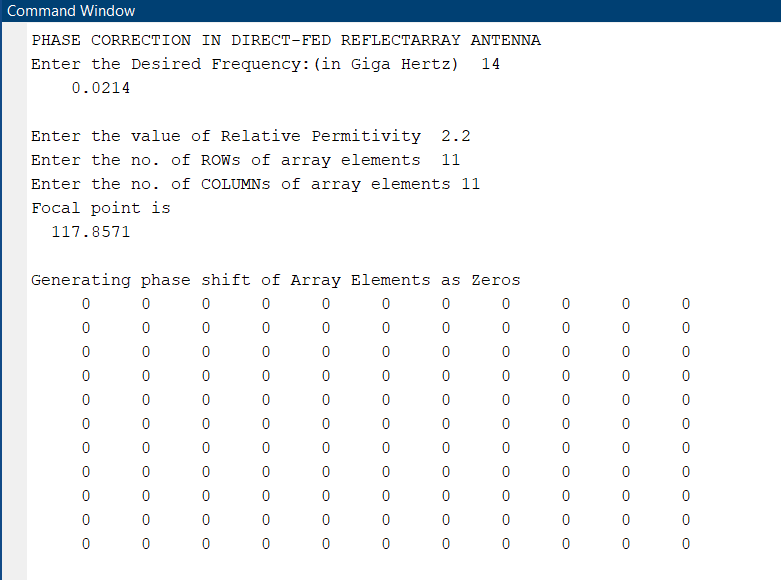 Command Window
PHASE CORRECTION IN DIRECT-FED REFLECTARRAY ANTENNA
Enter the Desired Frequency:(in Giga Hertz)  14
0.0214
Enter the value of Relative Permitivity  2.2
Enter the no. of ROWs of array elements  11
Enter the no. of COLUMNs of array elements 11
Focal point is
117.8571
Generating phase shift of Array Elements as Zeros
0 0 0 0 0 0 0 0 0 0 0
0 0 0 0 0 0 0 0 0 0 0
0 0 0 0 0 0 0 0 0 0 0
0 0 0 0 0 0 0 0 0 0 0
0 0 0 0 0 0 0 0 0 0 0
0 0 0 0 0 0 0 0 0 0 0
0 0 0 0 0 0 0 0 0 0 0
0 0 0 0 0 0 0 0 0 0 0
0 0 0 0 0 0 0 0 0 0 0
0 0 0 0 0 0 0 0 0 0 0
0 0 0 0 0 0 0 0 0 0 0